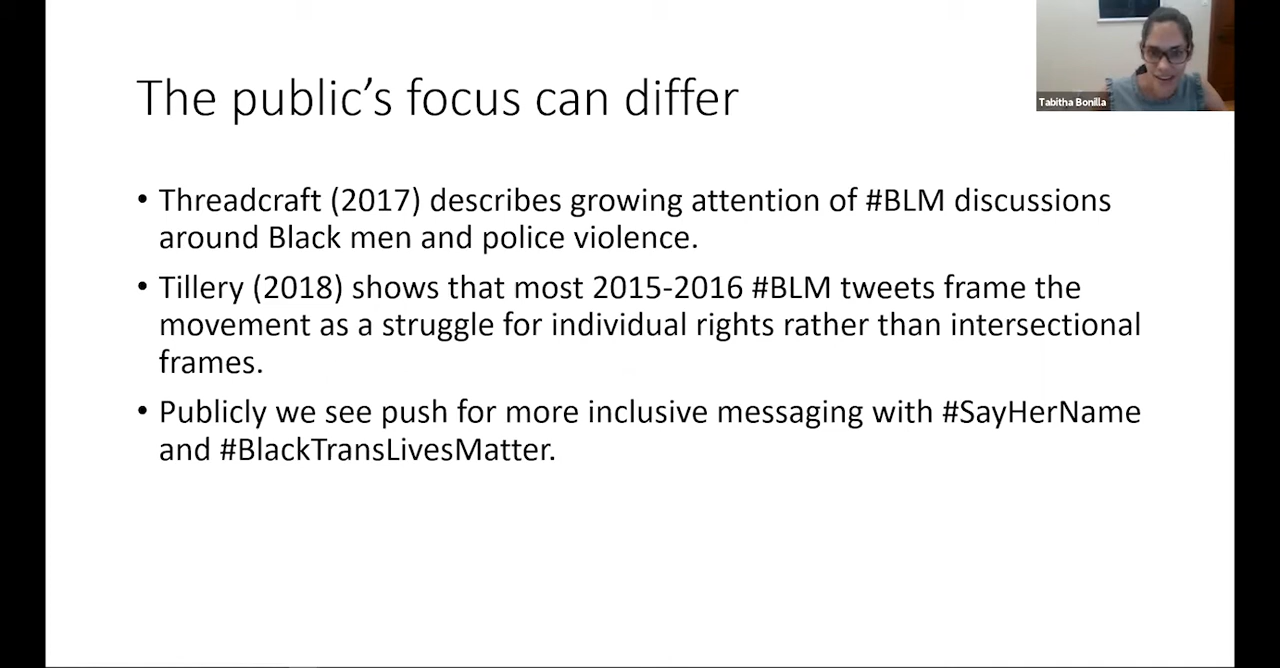 The public’s focus can differ
Tabitha Bonilla
• Threadcraft (2017) describes growing attention of #BLM discussions
around Black men and police violence.
• Tillery (2018) shows that most 2015-2016 #BLM tweets frame the
movement as a struggle for individual rights rather than intersectional
frames.
• Publicly we see push for more inclusive messaging with #SayHerName
and #BlackTransLivesMatter.